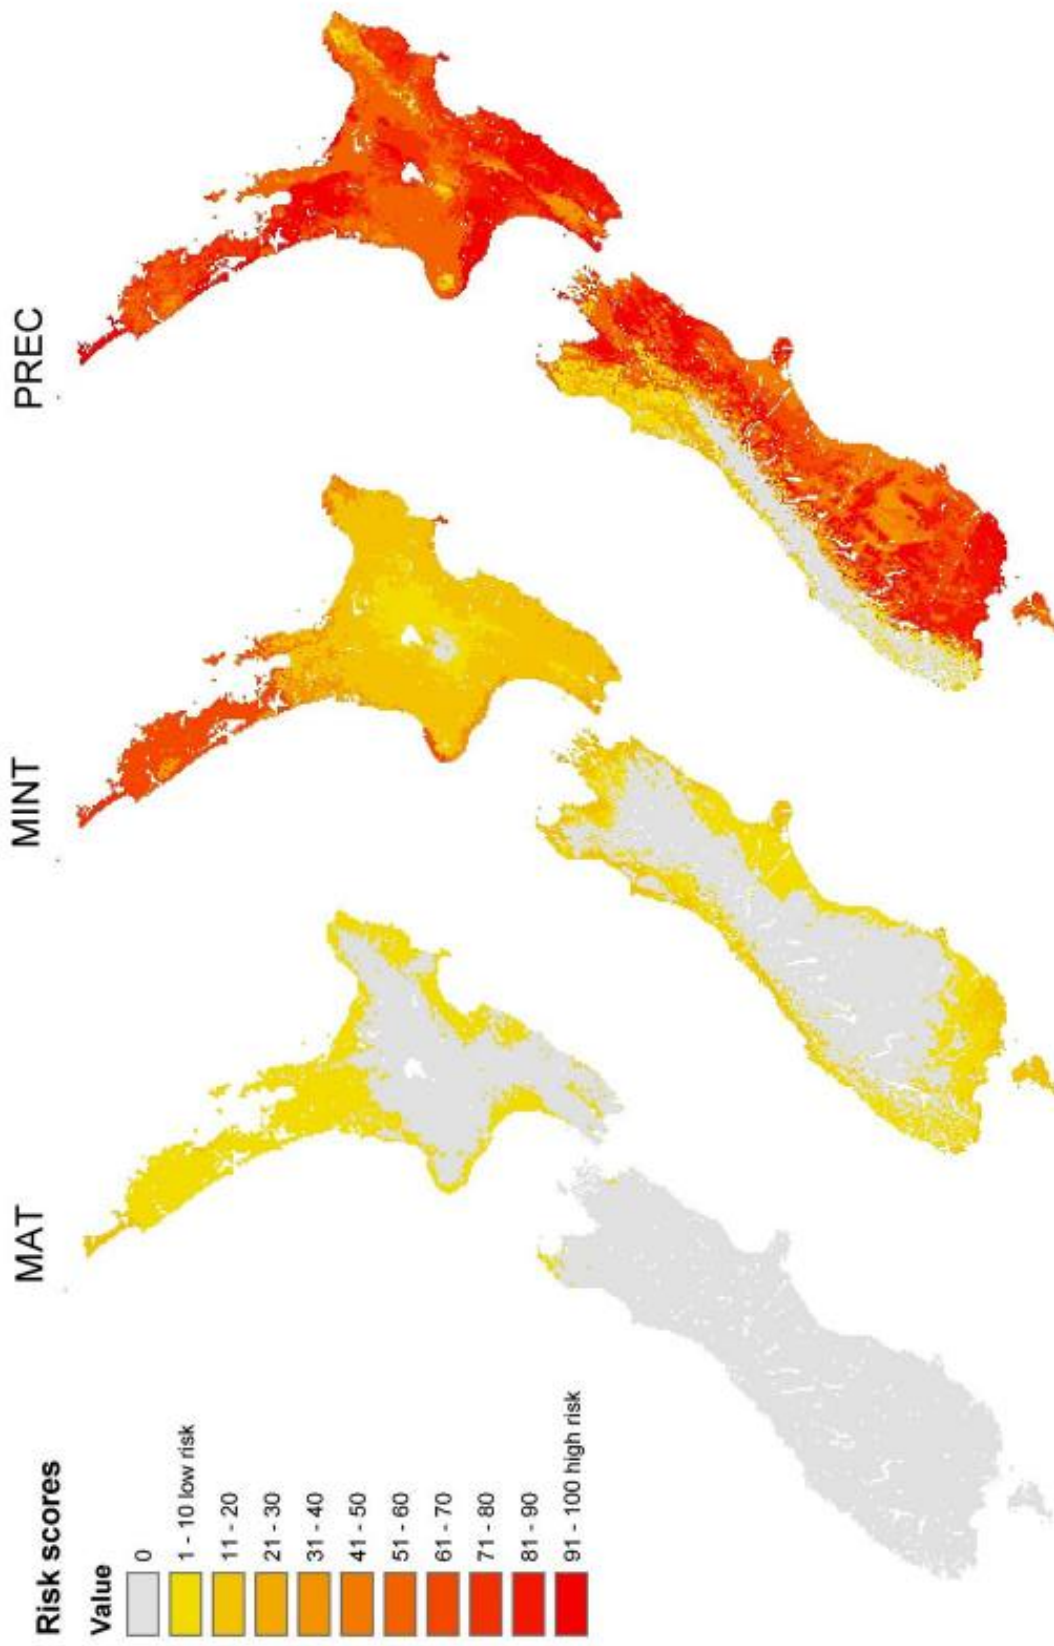 MAT
MINT
PREC
Risk scores
Value
0
1 - 10 low risk
11 - 20
21 - 30
31 - 40
41 - 50
51 - 60
61 - 70
71 - 80
81 - 90
91 - 100 high risk